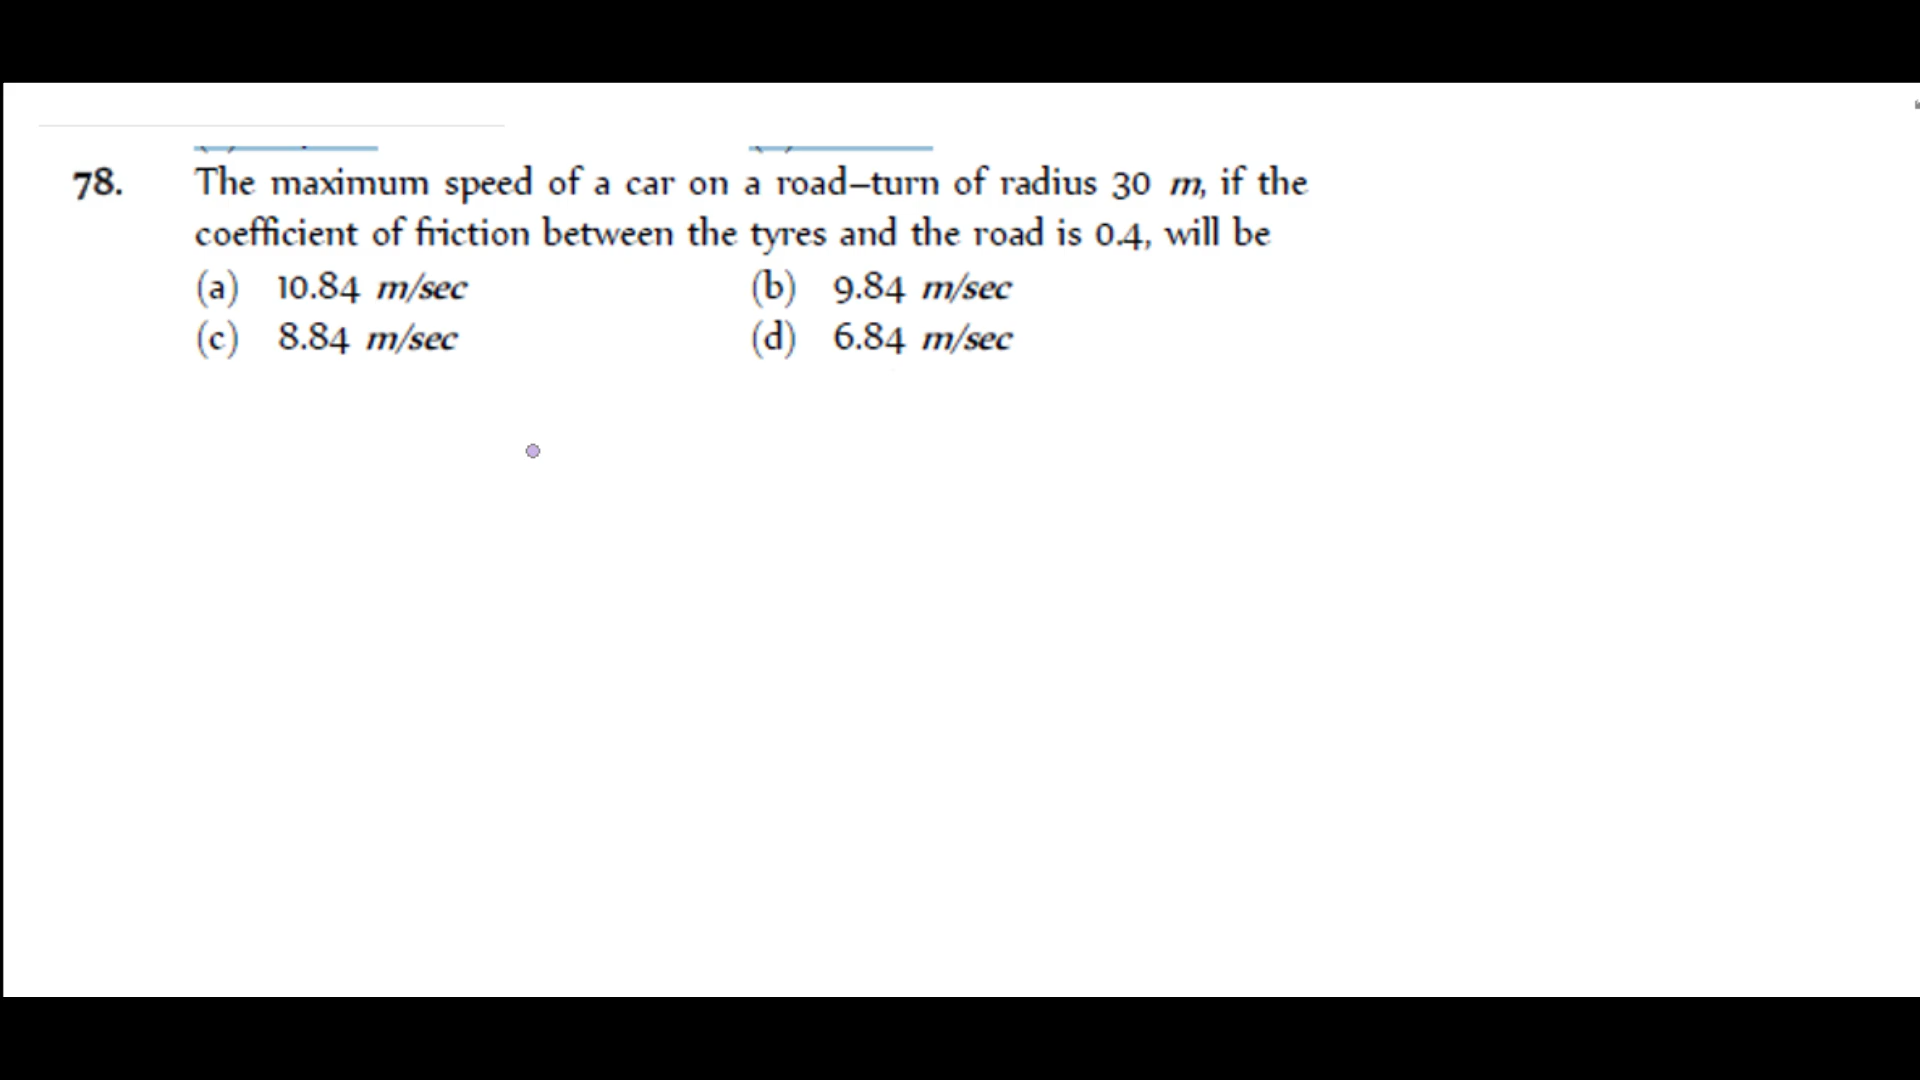 78. The maximum speed of a car on a road–turn of radius 30 m, if the
coefficient of friction between the tyres and the road is 0.4, will be
(a) 10.84 m/sec (b) 9.84 m/sec
(c) 8.84 m/sec (d) 6.84 m/sec